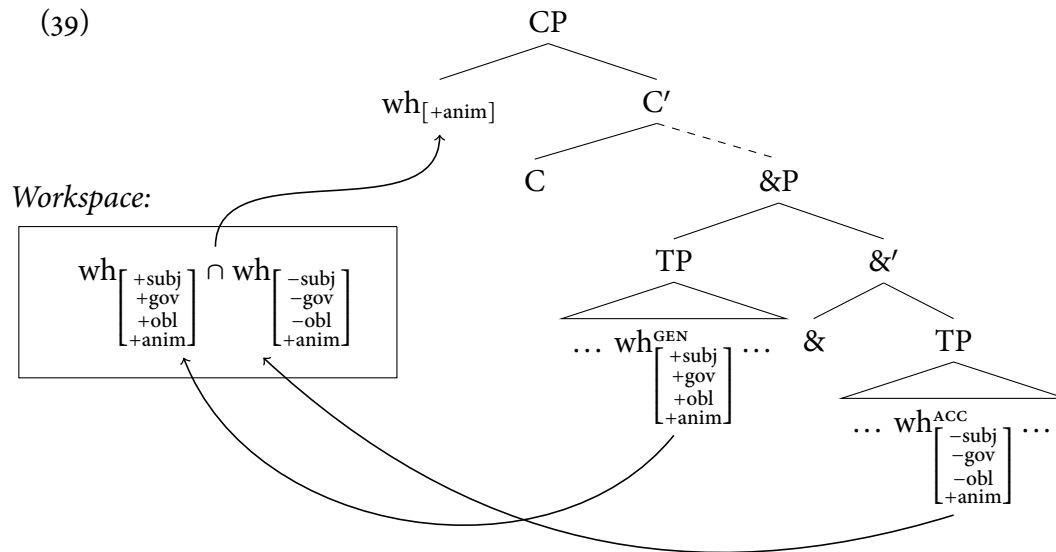 (39)
CP
wh[+anim] C′
C &P
Workspace:
TP &′
wh[+subj +gov +obl +anim] ∩ wh[−subj −gov −obl +anim]
… wh^GEN[+subj +gov +obl +anim] … & TP
… wh^ACC[−subj −gov −obl +anim] …